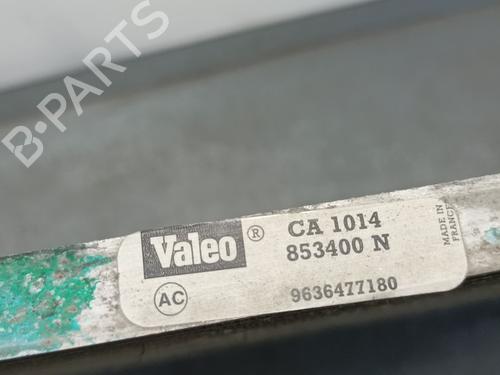 B-PARTS
Valeo ® CA 1014
853400 N
MADE IN
FRANCE
AC
9636477180